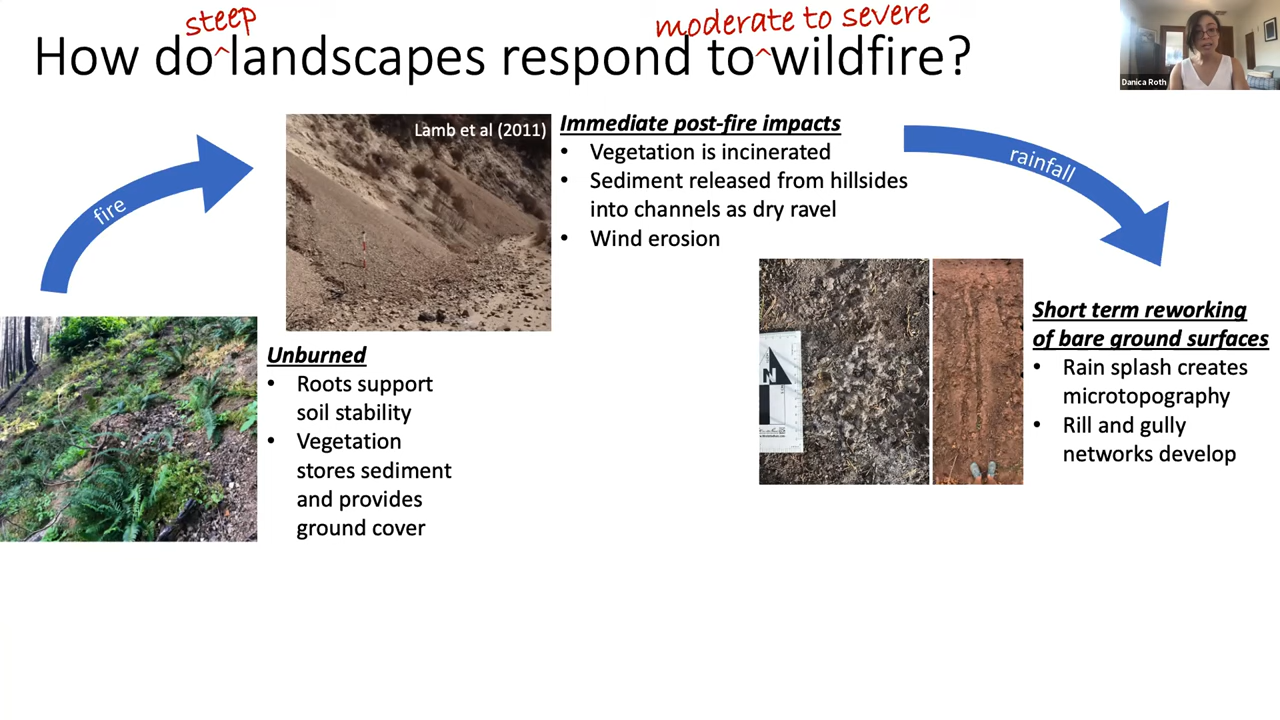 steep
moderate to severe
How do^landscapes respond to^wildfire?
Danica Roth
fire
Lamb et al (2011)
Immediate post-fire impacts
• Vegetation is incinerated
• Sediment released from hillsides
into channels as dry ravel
• Wind erosion
rainfall
Unburned
• Roots support
soil stability
• Vegetation
stores sediment
and provides
ground cover
N
Short term reworking
of bare ground surfaces
• Rain splash creates
microtopography
• Rill and gully
networks develop